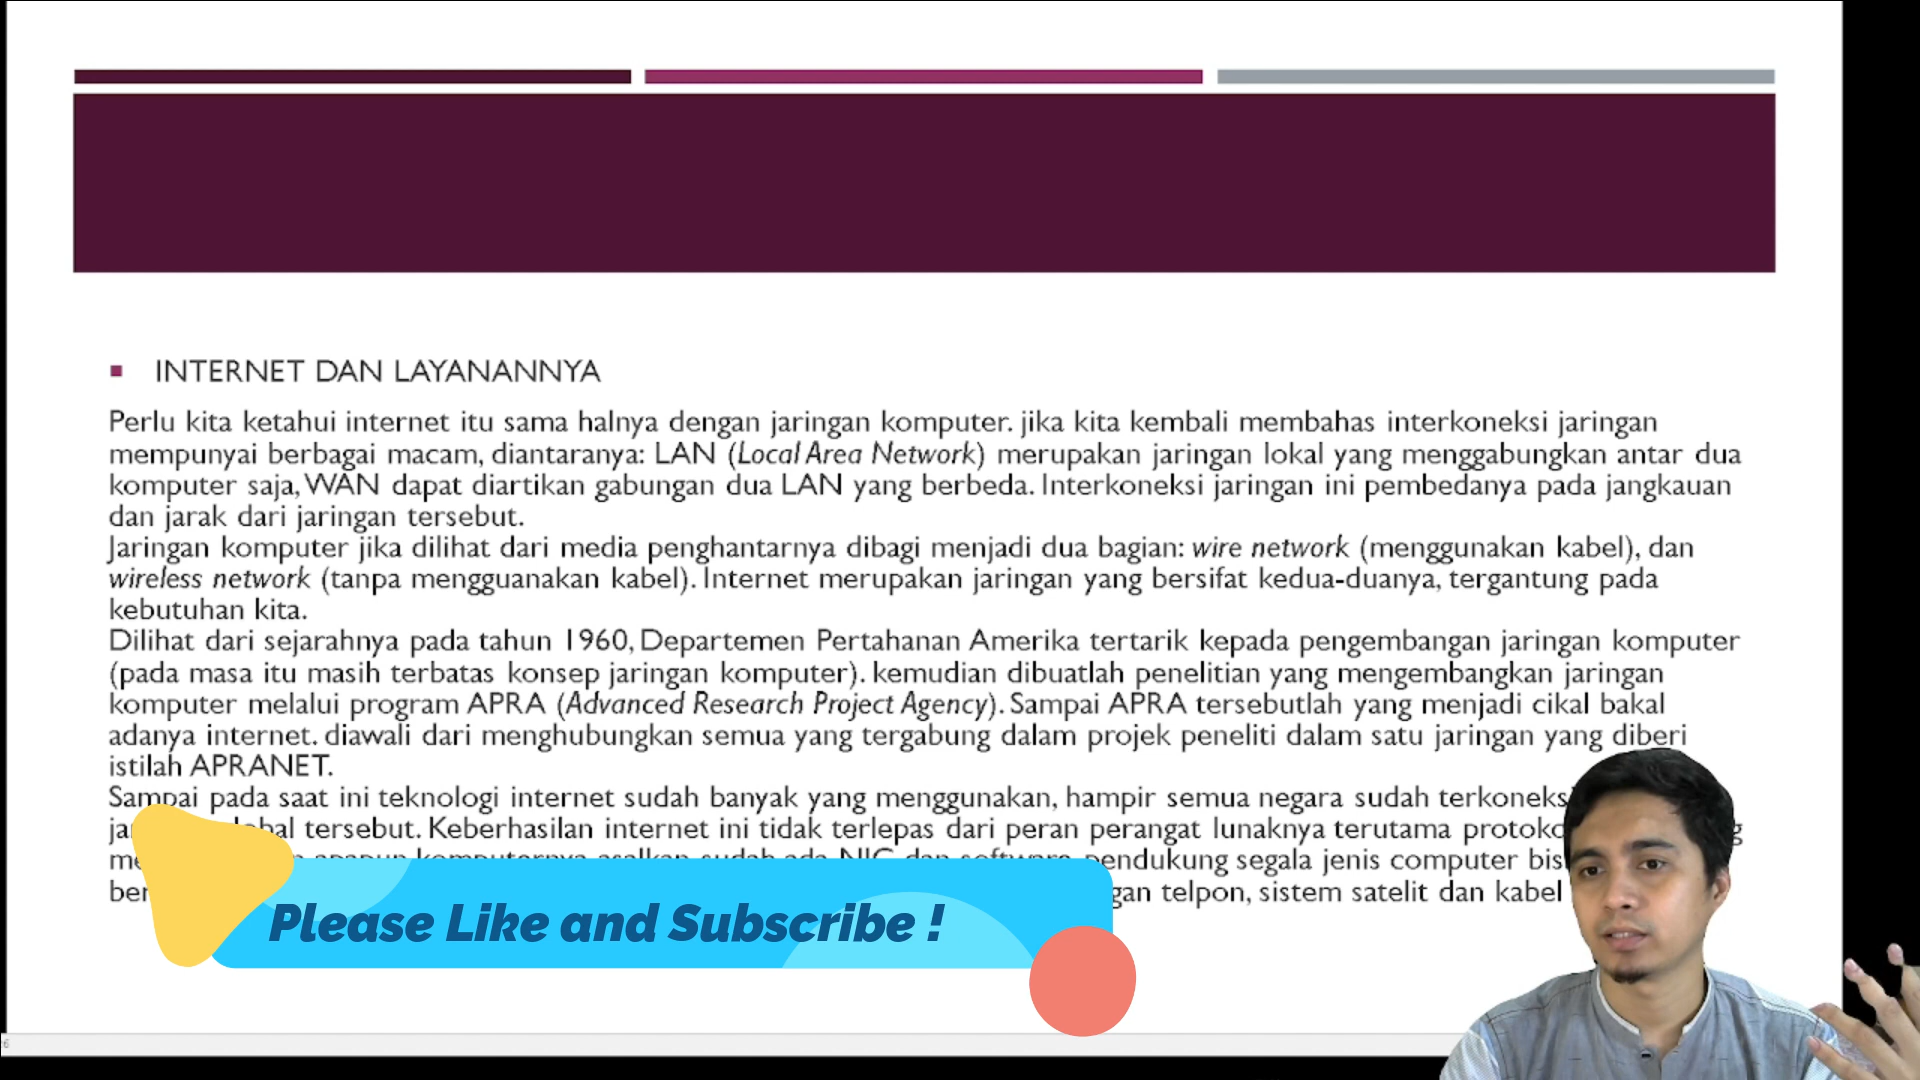 INTERNET DAN LAYANANNYA
Perlu kita ketahui internet itu sama halnya dengan jaringan komputer. jika kita kembali membahas interkoneksi jaringan
mempunyai berbagai macam, diantaranya: LAN (Local Area Network) merupakan jaringan lokal yang menggabungkan antar dua
komputer saja, WAN dapat diartikan gabungan dua LAN yang berbeda. Interkoneksi jaringan ini pembedanya pada jangkauan
dan jarak dari jaringan tersebut.
Jaringan komputer jika dilihat dari media penghantarnya dibagi menjadi dua bagian: wire network (menggunakan kabel), dan
wireless network (tanpa mengguanakan kabel). Internet merupakan jaringan yang bersifat kedua-duanya, tergantung pada
kebutuhan kita.
Dilihat dari sejarahnya pada tahun 1960, Departemen Pertahanan Amerika tertarik kepada pengembangan jaringan komputer
(pada masa itu masih terbatas konsep jaringan komputer). kemudian dibuatlah penelitian yang mengembangkan jaringan
komputer melalui program APRA (Advanced Research Project Agency). Sampai APRA tersebutlah yang menjadi cikal bakal
adanya internet. diawali dari menghubungkan semua yang tergabung dalam projek peneliti dalam satu jaringan yang diberi
istilah APRANET.
Sampai pada saat ini teknologi internet sudah banyak yang menggunakan, hampir semua negara sudah
tersebut. Keberhasilan internet ini tidak terlepas dari peran perangat lunaknya terutama
apapun komputernya asalkan sudah ada NIC dan software pendukung segala jenis computer
telpon, sistem satelit dan kabel
Please Like and Subscribe !